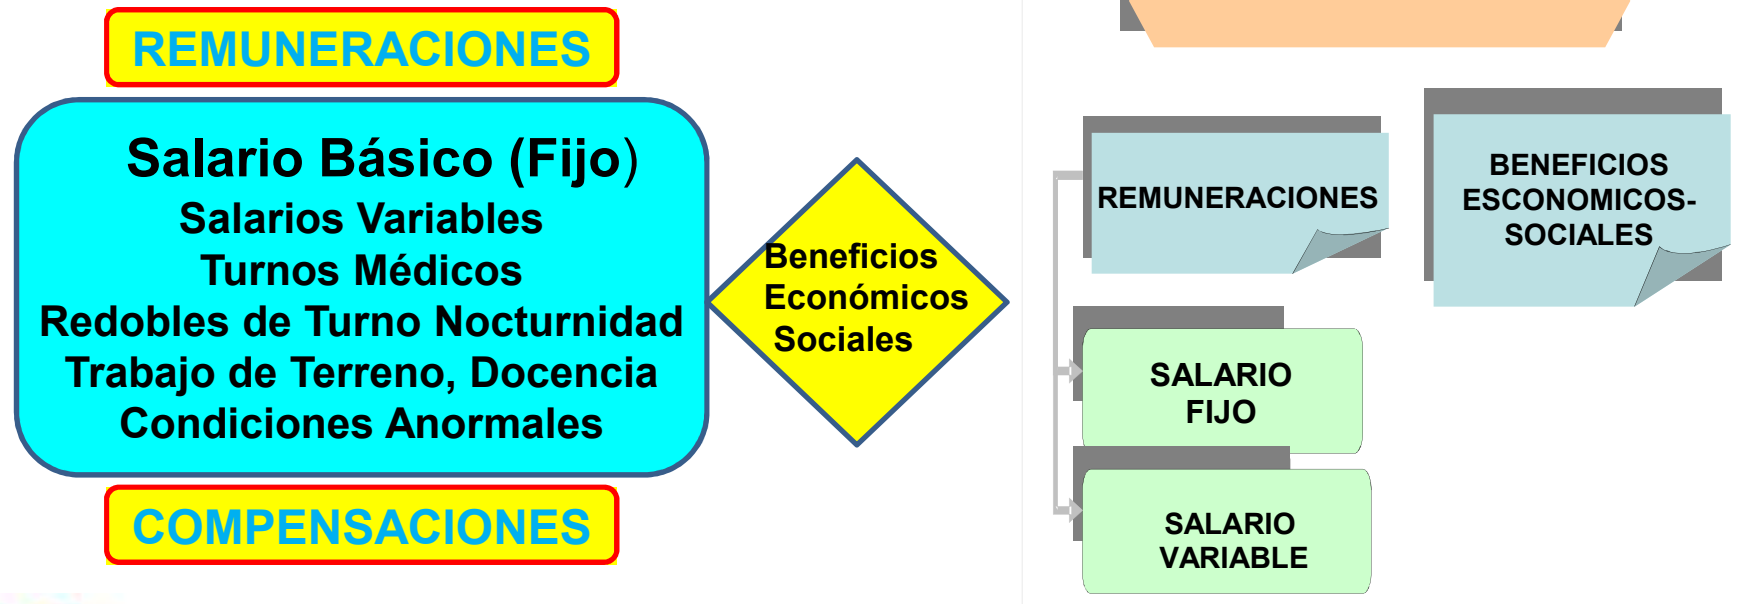 REMUNERACIONES
Salario Básico (Fijo)
Salarios Variables
Turnos Médicos
Redobles de Turno Nocturnidad
Trabajo de Terreno, Docencia
Condiciones Anormales
COMPENSACIONES
Beneficios
Económicos
Sociales
REMUNERACIONES
BENEFICIOS
ESCONOMICOS-
SOCIALES
SALARIO
FIJO
SALARIO
VARIABLE